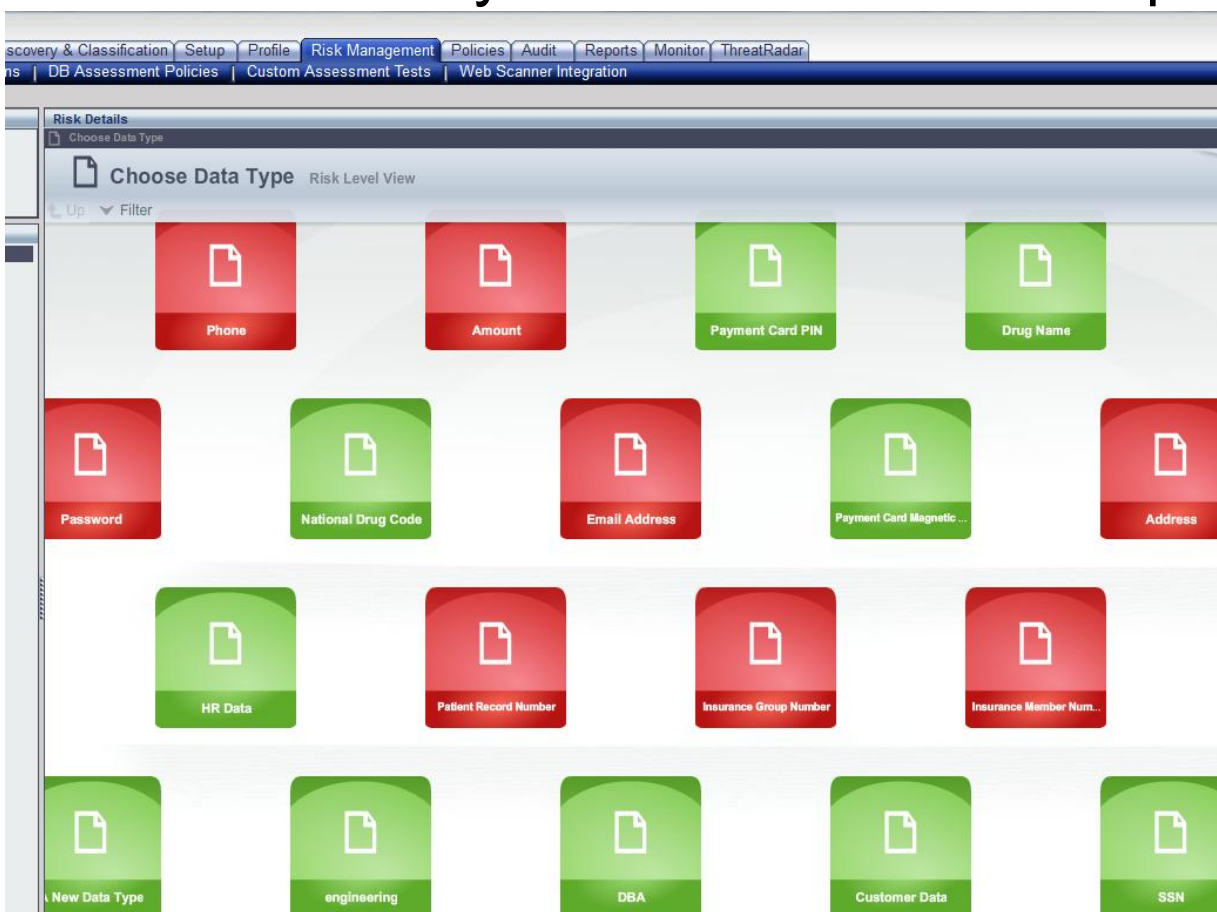 scovery & Classification Setup Profile Risk Management Policies Audit Reports Monitor ThreatRadar
ns | DB Assessment Policies | Custom Assessment Tests | Web Scanner Integration
Risk Details
Choose Data Type
Choose Data Type Risk Level View
Up Filter
Phone Amount Payment Card PIN Drug Name
Password National Drug Code Email Address Payment Card Magnetic ... Address
HR Data Patient Record Number Insurance Group Number Insurance Member Num...
New Data Type engineering DBA Customer Data SSN